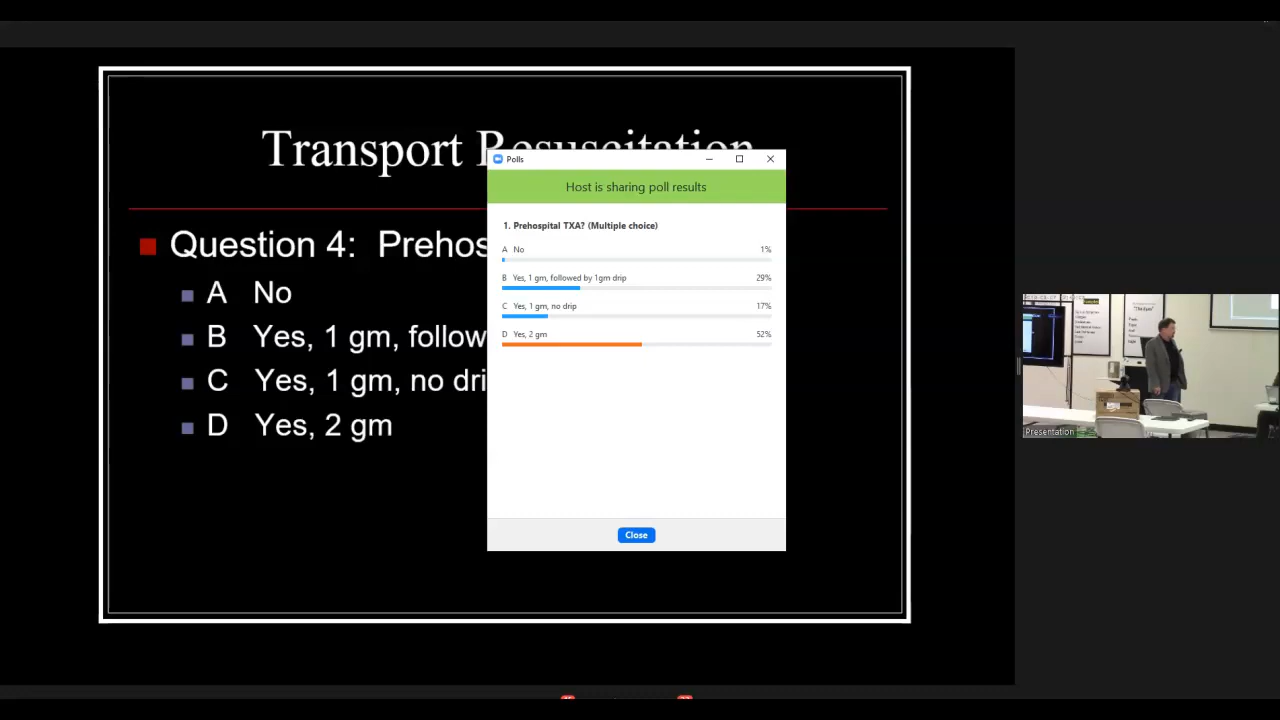 Transport Resuscitation
Question 4: Prehos
A No
B Yes, 1 gm, follow
C Yes, 1 gm, no dri
D Yes, 2 gm
Polls
Host is sharing poll results
1. Prehospital TXA? (Multiple choice)
A No 1%
B Yes, 1 gm, followed by 1gm drip 29%
C Yes, 1 gm, no drip 17%
D Yes, 2 gm 52%
Close
Presentation